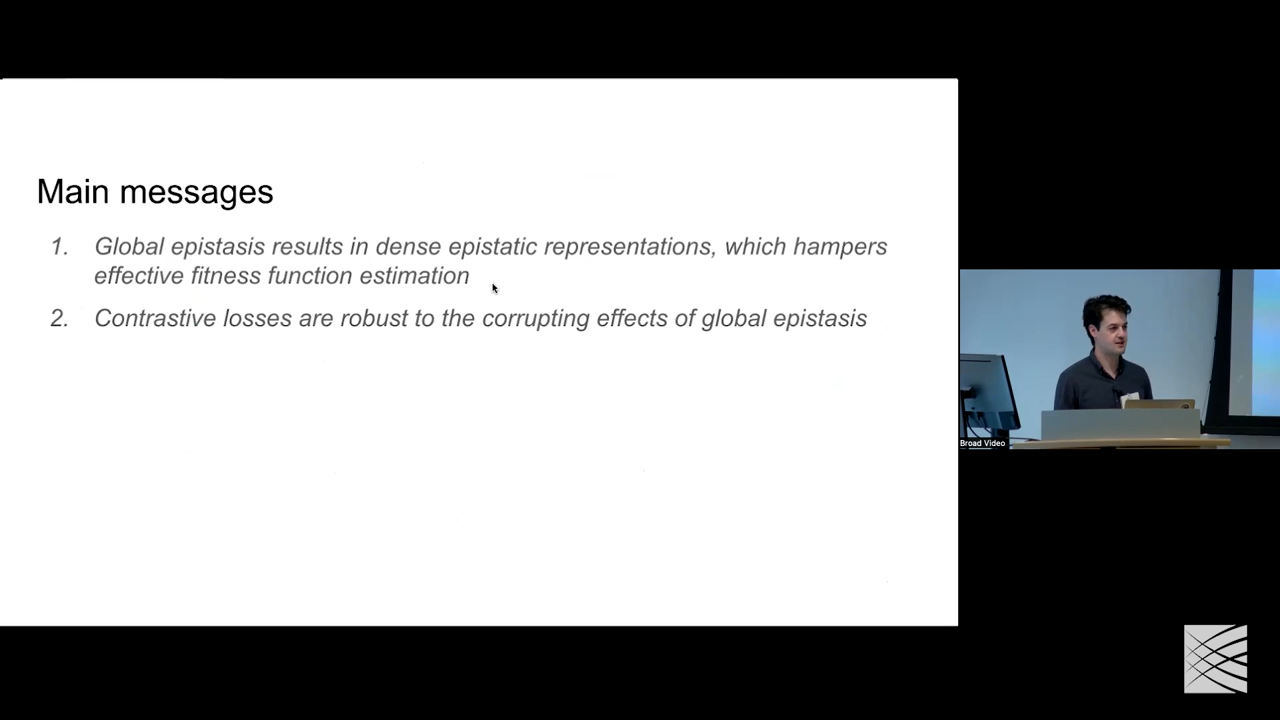 Main messages
1. Global epistasis results in dense epistatic representations, which hampers
effective fitness function estimation
2. Contrastive losses are robust to the corrupting effects of global epistasis
Broad Video